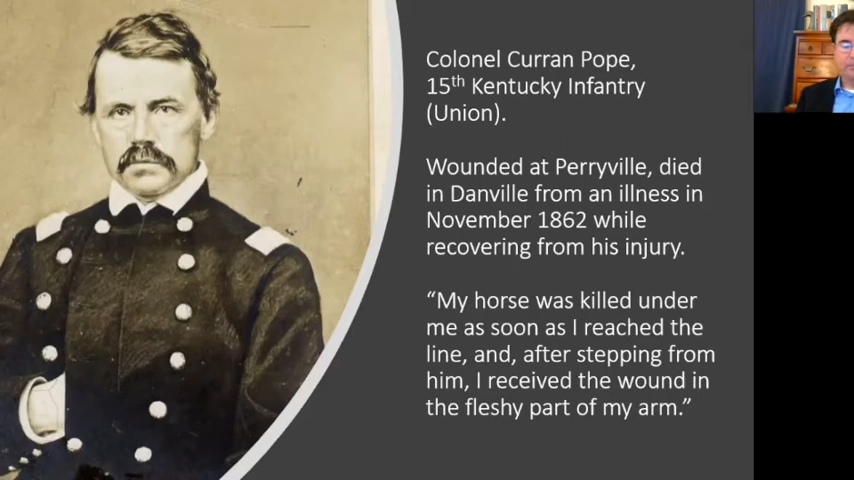 Colonel Curran Pope,
15th Kentucky Infantry
(Union).
Wounded at Perryville, died
in Danville from an illness in
November 1862 while
recovering from his injury.
“My horse was killed under
me as soon as I reached the
line, and, after stepping from
him, I received the wound in
the fleshy part of my arm.”